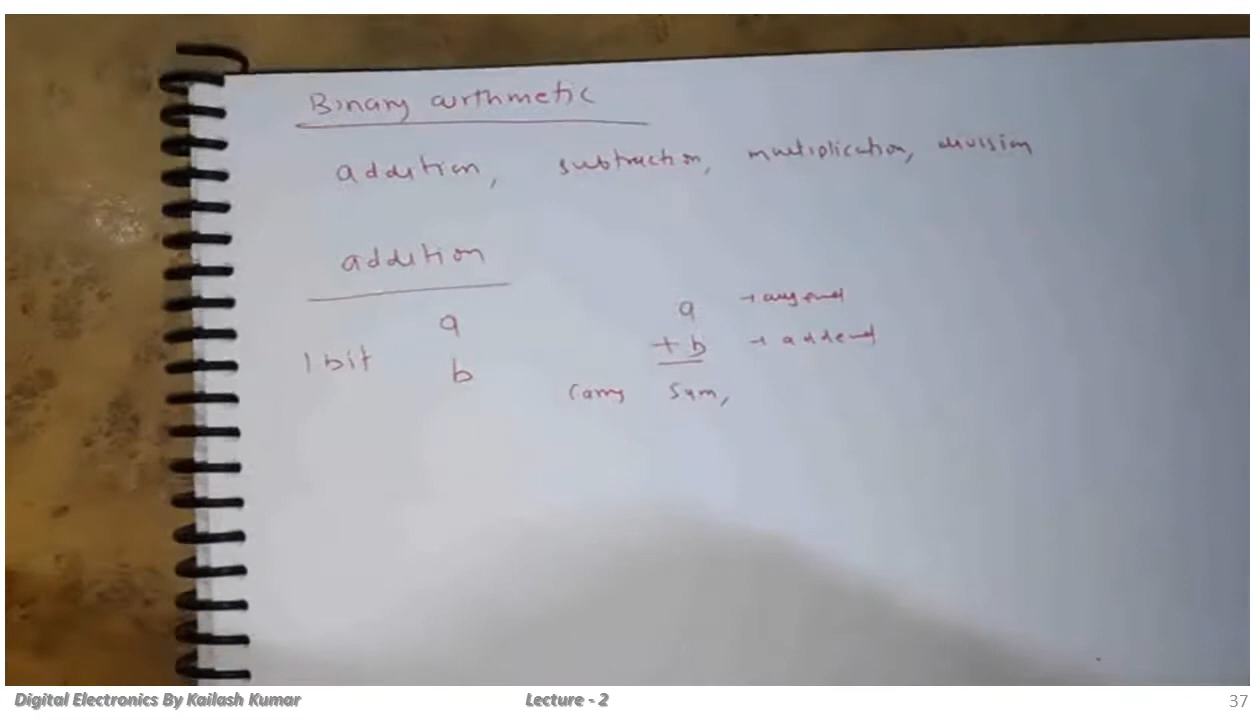 Binary arithmetic
addition, subtraction, multiplication, division
addition
a a → augend
1 bit b + b → addend
Carry Sum,
Digital Electronics By Kailash Kumar Lecture - 2 37